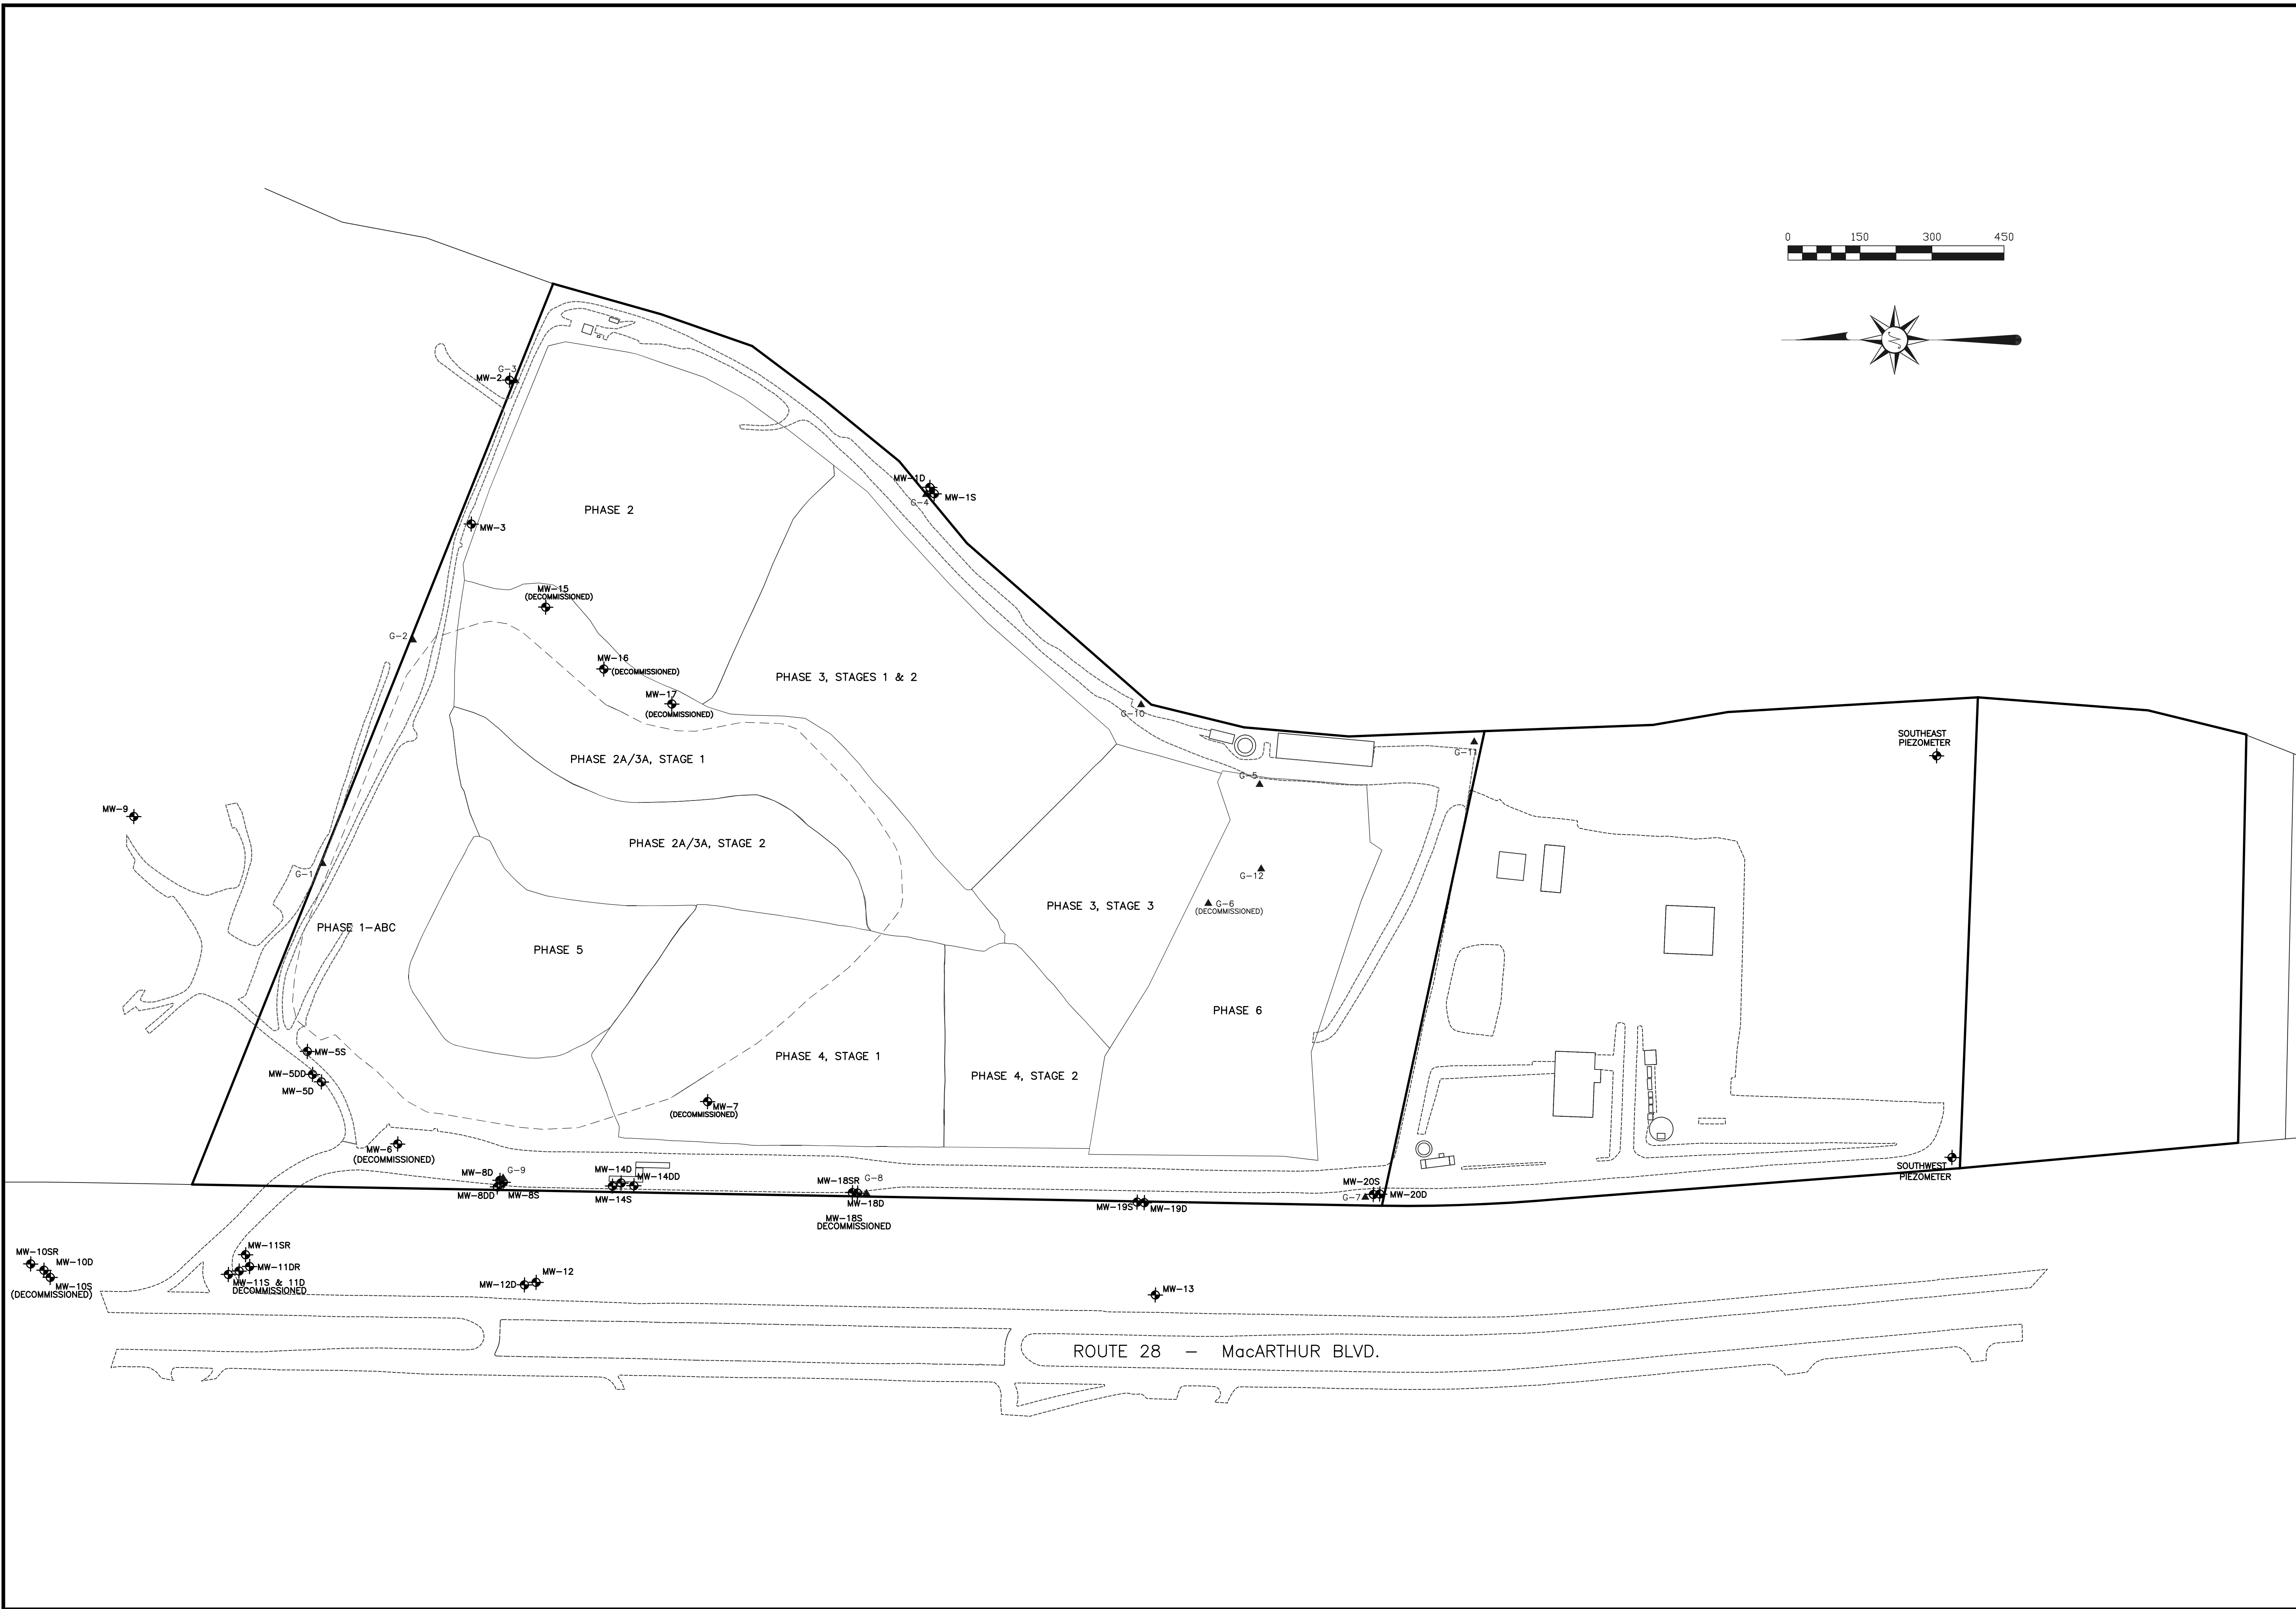 0 150 300 450
G-3
MW-2
MW-1D
MW-1S
G-4
PHASE 2
MW-3
MW-15
(DECOMMISSIONED)
G-2
MW-16
(DECOMMISSIONED)
PHASE 3, STAGES 1 & 2
MW-17
(DECOMMISSIONED)
G-10
SOUTHEAST
PIEZOMETER
G-11
PHASE 2A/3A, STAGE 1
G-5
MW-9
PHASE 2A/3A, STAGE 2
G-1
G-12
G-6
(DECOMMISSIONED)
PHASE 3, STAGE 3
PHASE 1-ABC
PHASE 5
PHASE 6
MW-5S
PHASE 4, STAGE 1
MW-5DD
PHASE 4, STAGE 2
MW-5D
MW-7
(DECOMMISSIONED)
MW-6
(DECOMMISSIONED)
SOUTHWEST
PIEZOMETER
MW-8D
G-9
MW-8DD
MW-8S
MW-14D
MW-14DD
MW-14S
MW-18SR
G-8
MW-18D
MW-18S
DECOMMISSIONED
MW-19S
MW-19D
MW-20S
G-7
MW-20D
MW-10SR
MW-10D
MW-10S
(DECOMMISSIONED)
MW-11SR
MW-11DR
MW-11S & 11D
DECOMMISSIONED
MW-12D
MW-12
MW-13
ROUTE 28 - MacARTHUR BLVD.